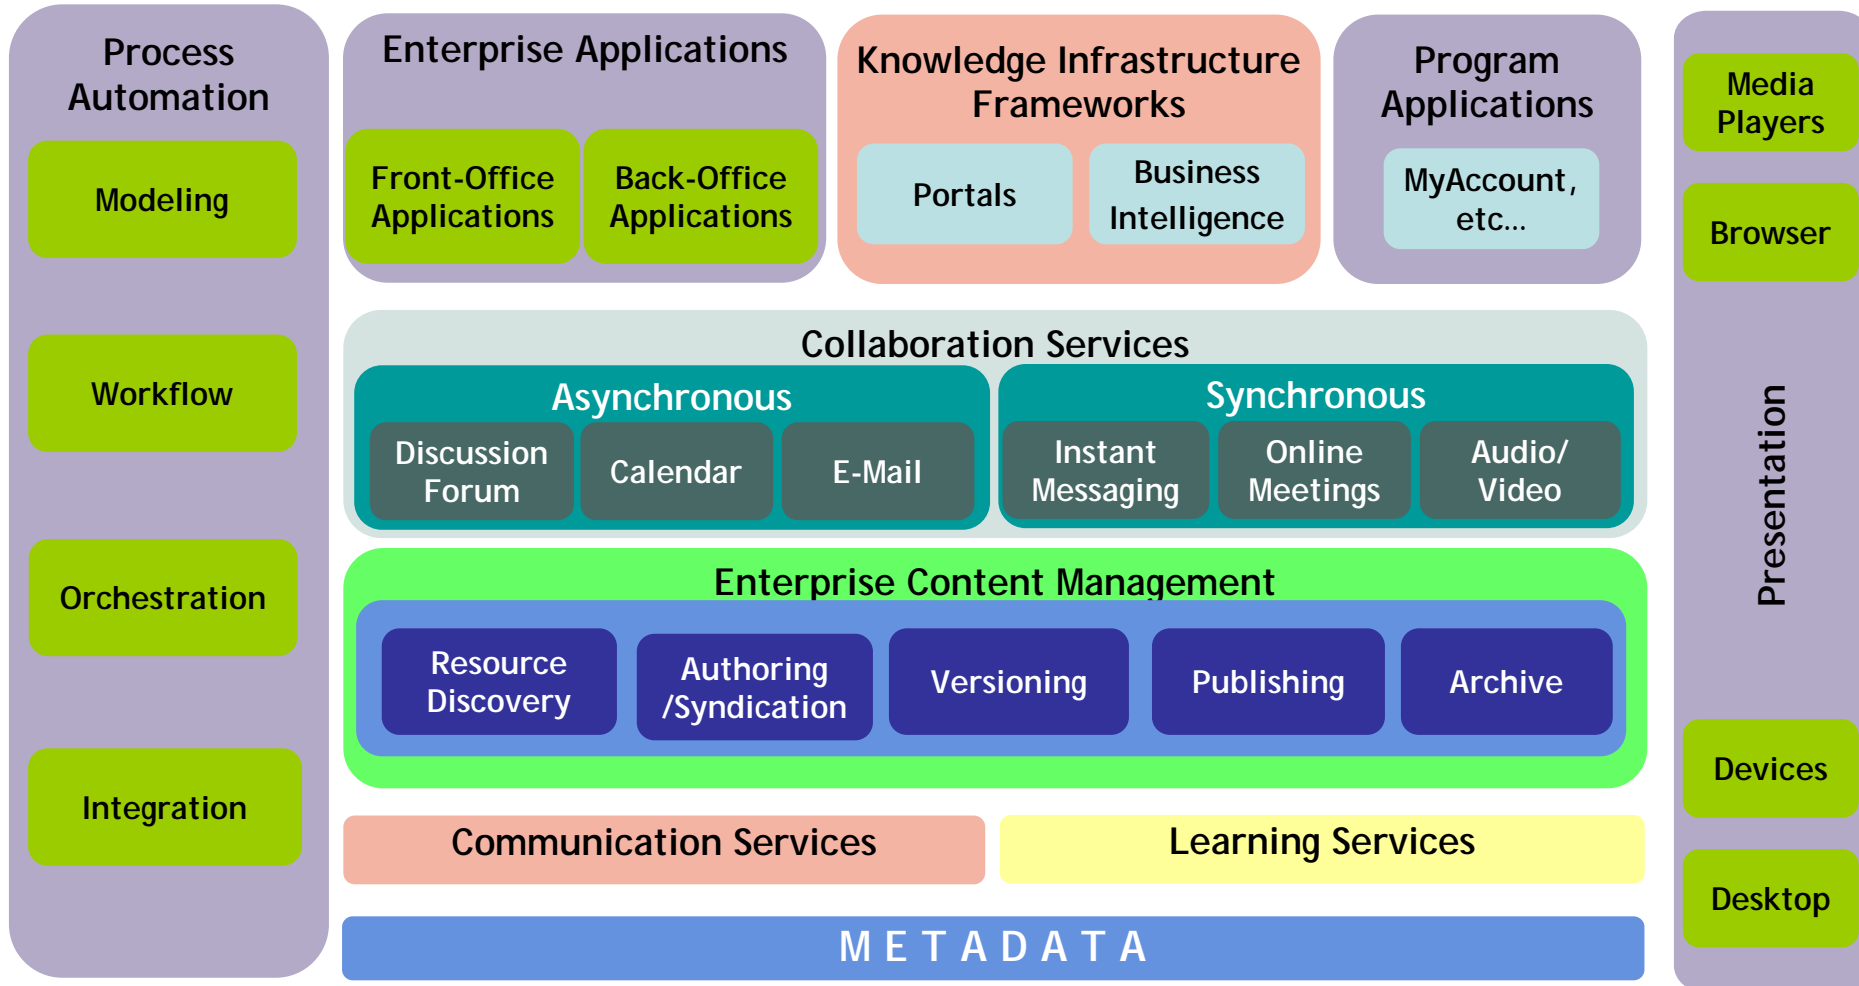 Process
Automation
Modeling
Workflow
Orchestration
Integration
Enterprise Applications
Front-Office
Applications
Back-Office
Applications
Knowledge Infrastructure
Frameworks
Portals
Business
Intelligence
Program
Applications
MyAccount,
etc...
Collaboration Services
Asynchronous
Discussion
Forum
Calendar
E-Mail
Synchronous
Instant
Messaging
Online
Meetings
Audio/
Video
Enterprise Content Management
Resource
Discovery
Authoring
/Syndication
Versioning
Publishing
Archive
Communication Services
Learning Services
METADATA
Media
Players
Browser
Presentation
Devices
Desktop